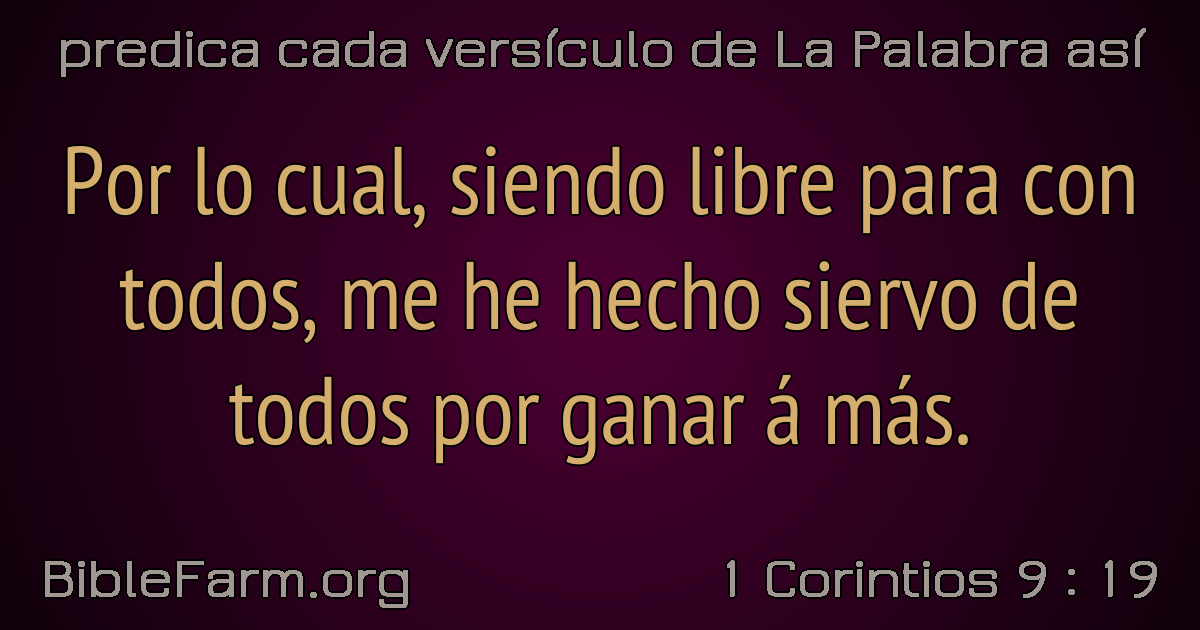 predica cada versículo de La Palabra así
Por lo cual, siendo libre para con
todos, me he hecho siervo de
todos por ganar á más.
BibleFarm.org
1 Corintios 9 : 19